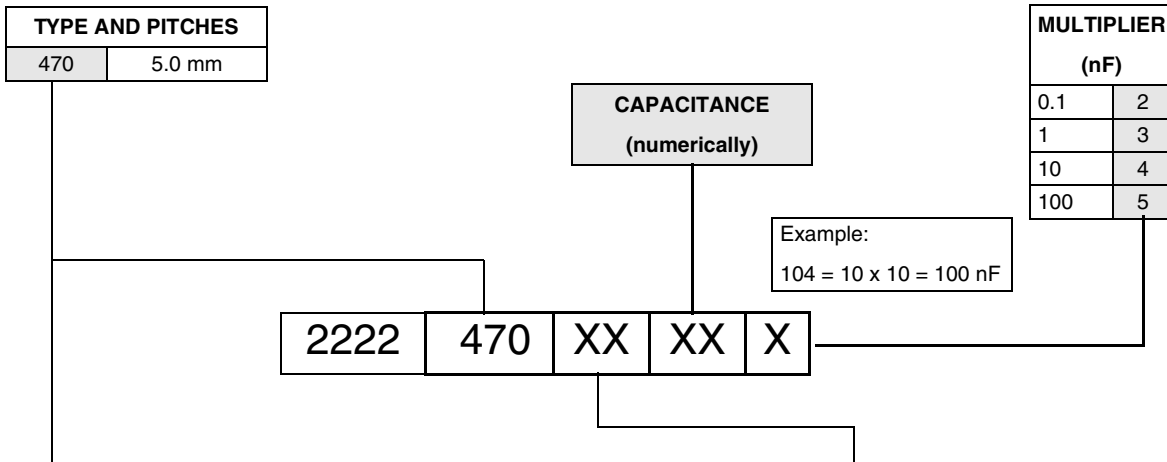 TYPE AND PITCHES
470 5.0 mm
MULTIPLIER
(nF)
0.1 2
1 3
10 4
100 5
CAPACITANCE
(numerically)
Example:
104 = 10 x 10 = 100 nF
2222 470 XX XX X